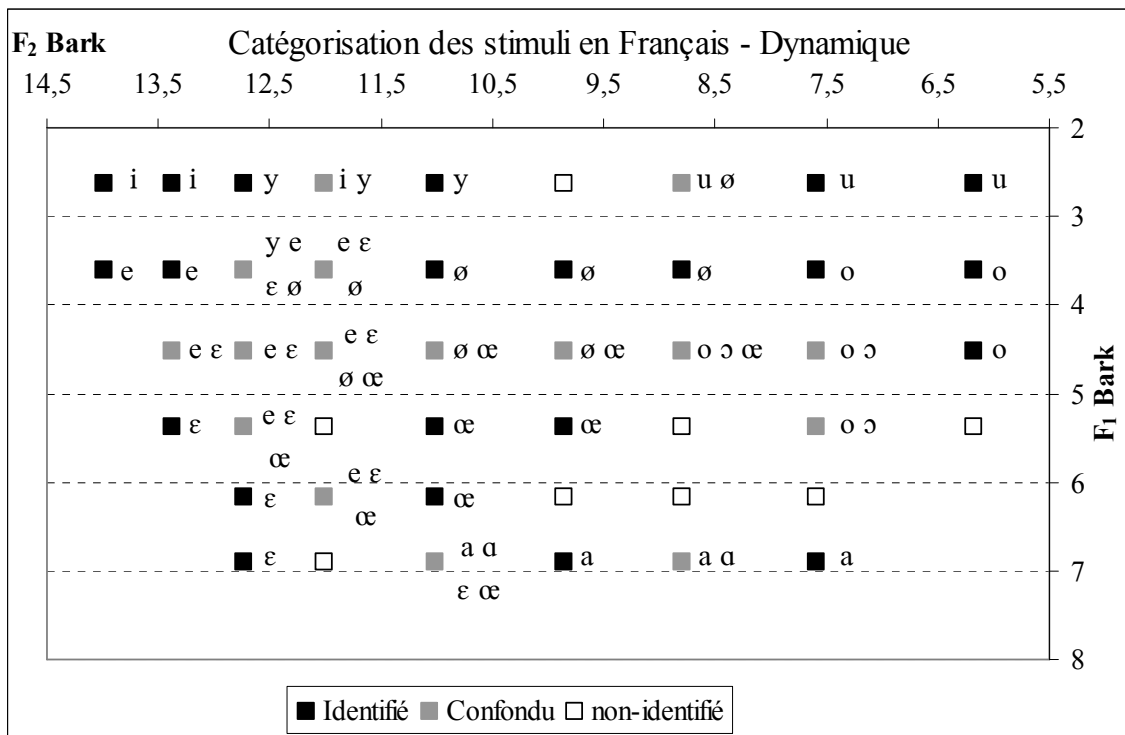 F₂ Bark Catégorisation des stimuli en Français - Dynamique
14,5 13,5 12,5 11,5 10,5 9,5 8,5 7,5 6,5 5,5
2
i i y i y y u ø u u
3
y e e ɛ
e e ø ø ø o o
ɛ ø ø
4
e ɛ
e ɛ e ɛ ø œ ø œ o ɔ œ o ɔ o
ø œ
5
e ɛ
ɛ œ œ o ɔ
œ
F₁ Bark
e ɛ
6
ɛ œ œ
a ɑ
ɛ a a ɑ a
ɛ œ
7
8
Identifié Confondu non-identifié